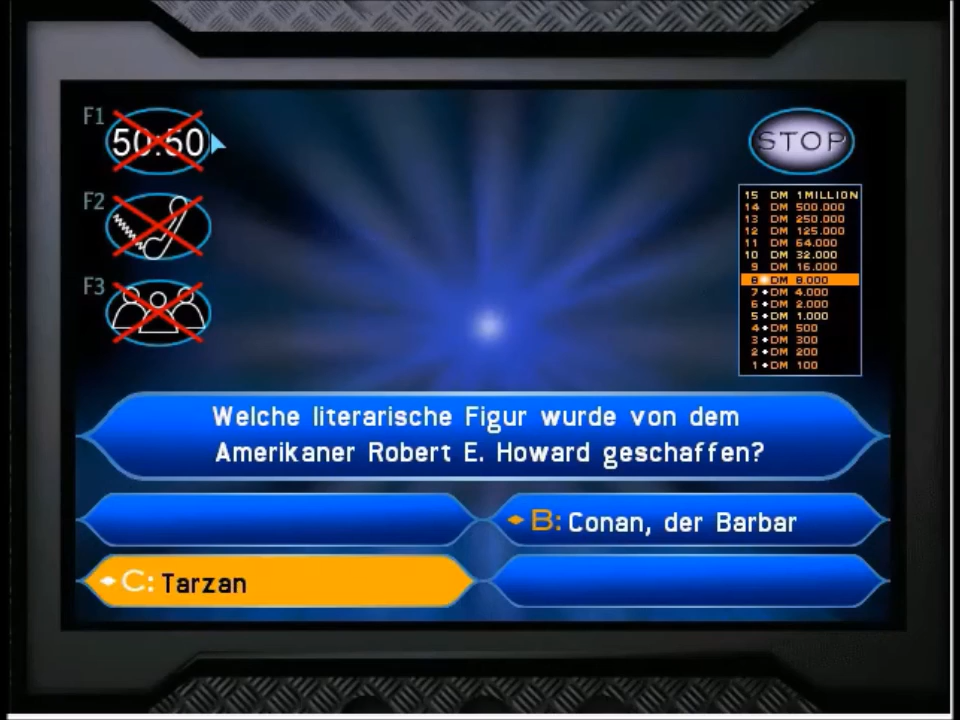 F1
50:50
F2
F3
STOP
15 DM 1MILLION
14 DM 500.000
13 DM 250.000
12 DM 125.000
11 DM 64.000
10 DM 32.000
9 DM 16.000
8 DM 8.000
7 DM 4.000
6 DM 2.000
5 DM 1.000
4 DM 500
3 DM 300
2 DM 200
1 DM 100
Welche literarische Figur wurde von dem
Amerikaner Robert E. Howard geschaffen?
B: Conan, der Barbar
C: Tarzan